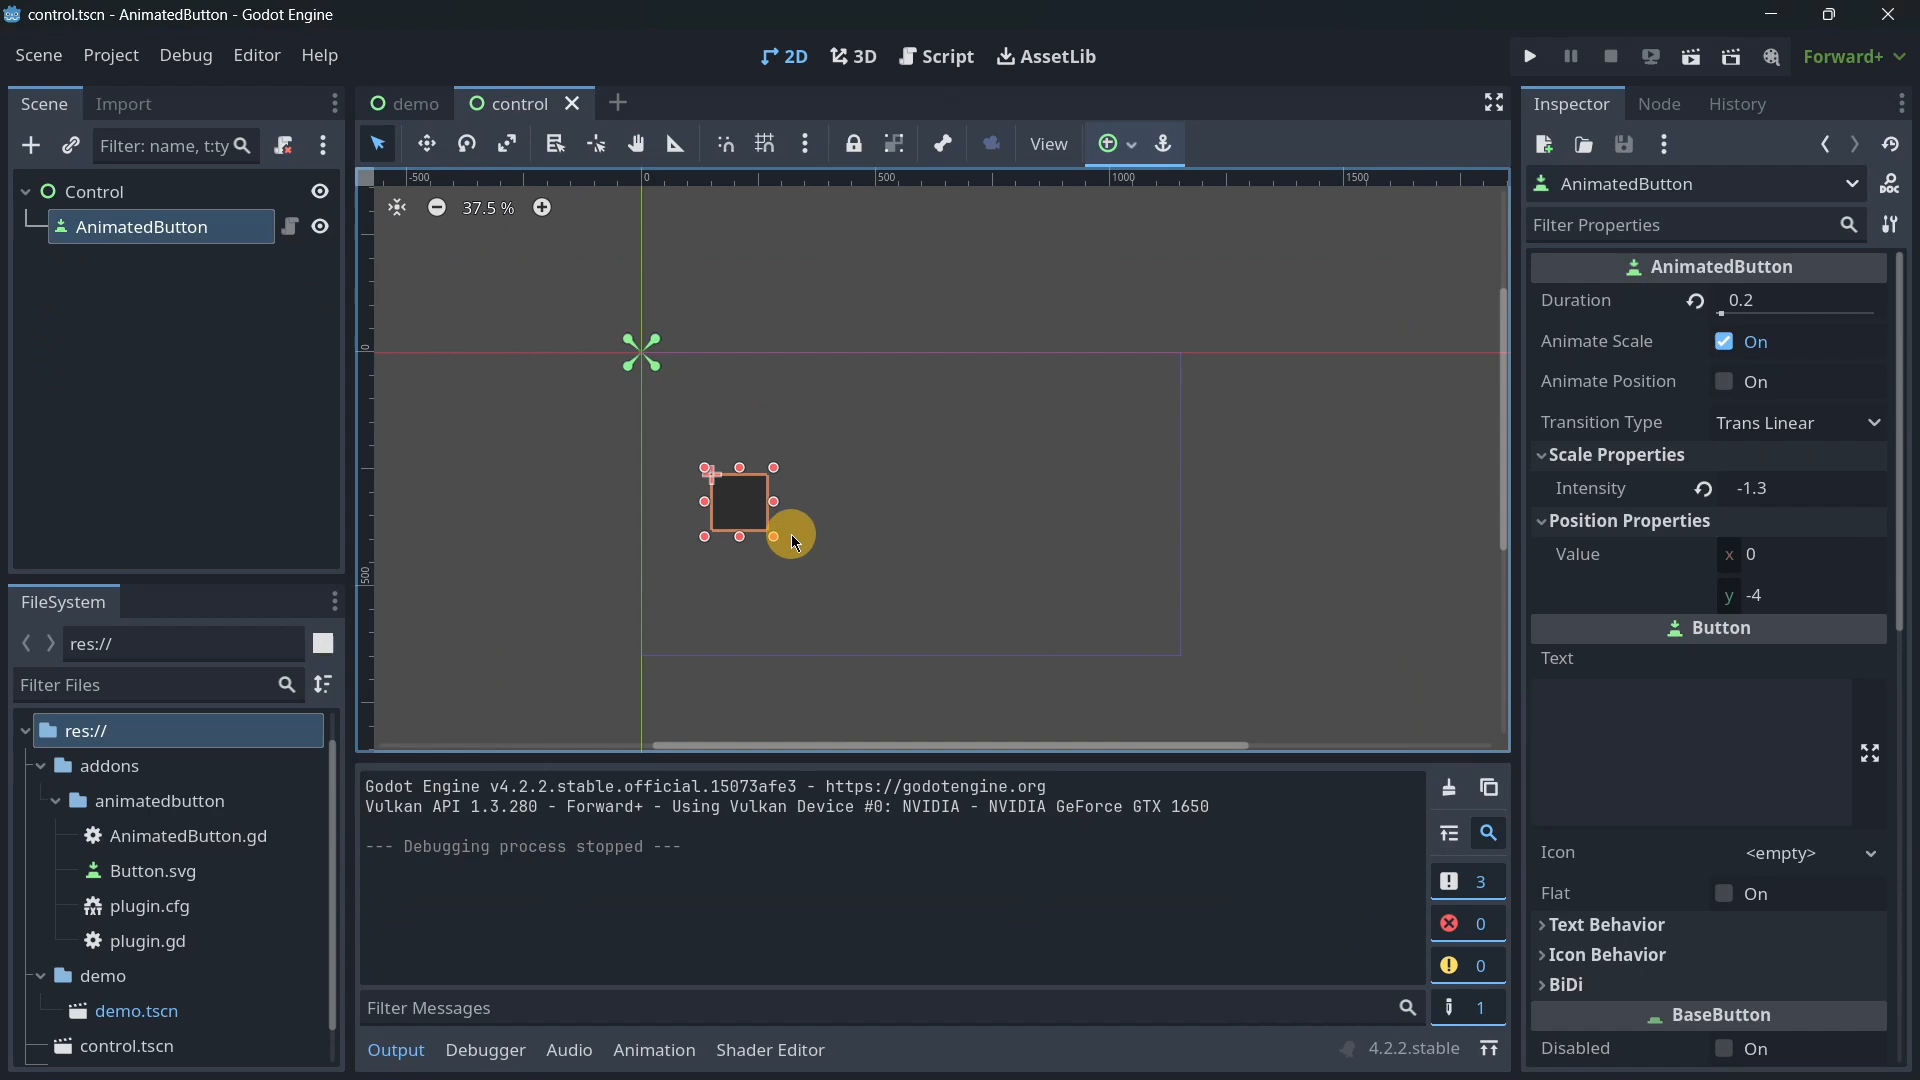 control.tscn - AnimatedButton - Godot Engine
Scene Project Debug Editor Help
2D 3D Script AssetLib
Forward+
Scene Import
Filter: name, t:ty
Control
AnimatedButton
FileSystem
res://
Filter Files
res://
addons
animatedbutton
AnimatedButton.gd
Button.svg
plugin.cfg
plugin.gd
demo
demo.tscn
control.tscn
demo control
View
-500 0 500 1000 1500
37.5 %
0
500
Godot Engine v4.2.2.stable.official.15073afe3 - https://godotengine.org
Vulkan API 1.3.280 - Forward+ - Using Vulkan Device #0: NVIDIA - NVIDIA GeForce GTX 1650
--- Debugging process stopped ---
3
0
0
1
Filter Messages
Output Debugger Audio Animation Shader Editor
4.2.2.stable
Inspector Node History
AnimatedButton
DOC
Filter Properties
AnimatedButton
Duration 0.2
Animate Scale On
Animate Position On
Transition Type Trans Linear
Scale Properties
Intensity -1.3
Position Properties
Value x 0
y -4
Button
Text
Icon <empty>
Flat On
Text Behavior
Icon Behavior
BiDi
BaseButton
Disabled On